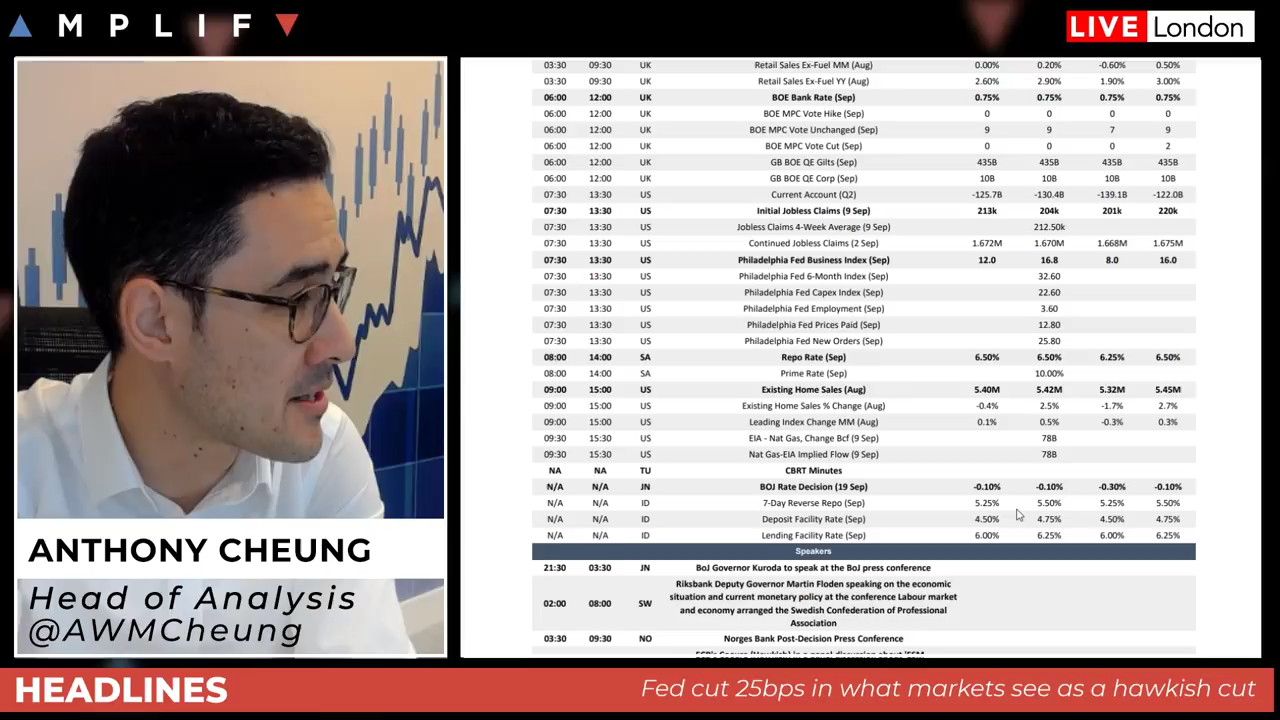 MPLIF
LIVE London
03:30 09:30 UK Retail Sales Ex-Fuel MM (Aug) 0.00% 0.20% -0.60% 0.50%
03:30 09:30 UK Retail Sales Ex-Fuel YY (Aug) 2.60% 2.90% 1.90% 3.00%
06:00 12:00 UK BOE Bank Rate (Sep) 0.75% 0.75% 0.75% 0.75%
06:00 12:00 UK BOE MPC Vote Hike (Sep) 0 0 0 0
06:00 12:00 UK BOE MPC Vote Unchanged (Sep) 9 9 7 9
06:00 12:00 UK BOE MPC Vote Cut (Sep) 0 0 0 2
06:00 12:00 UK GB BOE QE Gilts (Sep) 435B 435B 435B 435B
06:00 12:00 UK GB BOE QE Corp (Sep) 10B 10B 10B 10B
07:30 13:30 US Current Account (Q2) -125.7B -130.4B -139.1B -122.0B
07:30 13:30 US Initial Jobless Claims (9 Sep) 213k 204k 201k 220k
07:30 13:30 US Jobless Claims 4-Week Average (9 Sep) 212.50k
07:30 13:30 US Continued Jobless Claims (2 Sep) 1.672M 1.670M 1.668M 1.675M
07:30 13:30 US Philadelphia Fed Business Index (Sep) 12.0 16.8 8.0 16.0
07:30 13:30 US Philadelphia Fed 6-Month Index (Sep) 32.60
07:30 13:30 US Philadelphia Fed Capex Index (Sep) 22.60
07:30 13:30 US Philadelphia Fed Employment (Sep) 3.60
07:30 13:30 US Philadelphia Fed Prices Paid (Sep) 12.80
07:30 13:30 US Philadelphia Fed New Orders (Sep) 25.80
08:00 14:00 SA Repo Rate (Sep) 6.50% 6.50% 6.25% 6.50%
08:00 14:00 SA Prime Rate (Sep) 10.00%
09:00 15:00 US Existing Home Sales (Aug) 5.40M 5.42M 5.32M 5.45M
09:00 15:00 US Existing Home Sales % Change (Aug) -0.4% 2.5% -1.7% 2.7%
09:00 15:00 US Leading Index Change MM (Aug) 0.1% 0.5% -0.3% 0.3%
09:30 15:30 US EIA - Nat Gas, Change Bcf (9 Sep) 78B
09:30 15:30 US Nat Gas-EIA Implied Flow (9 Sep) 78B
NA NA TU CBRT Minutes
N/A N/A JN BOJ Rate Decision (19 Sep) -0.10% -0.10% -0.30% -0.10%
N/A N/A ID 7-Day Reverse Repo (Sep) 5.25% 5.50% 5.25% 5.50%
N/A N/A ID Deposit Facility Rate (Sep) 4.50% 4.75% 4.50% 4.75%
N/A N/A ID Lending Facility Rate (Sep) 6.00% 6.25% 6.00% 6.25%
Speakers
21:30 03:30 JN BoJ Governor Kuroda to speak at the BoJ press conference
02:00 08:00 SW Riksbank Deputy Governor Martin Floden speaking on the economic
situation and current monetary policy at the conference Labour market
and economy arranged the Swedish Confederation of Professional
Association
03:30 09:30 NO Norges Bank Post-Decision Press Conference
ANTHONY CHEUNG
Head of Analysis
@AWMCheung
HEADLINES
Fed cut 25bps in what markets see as a hawkish cut